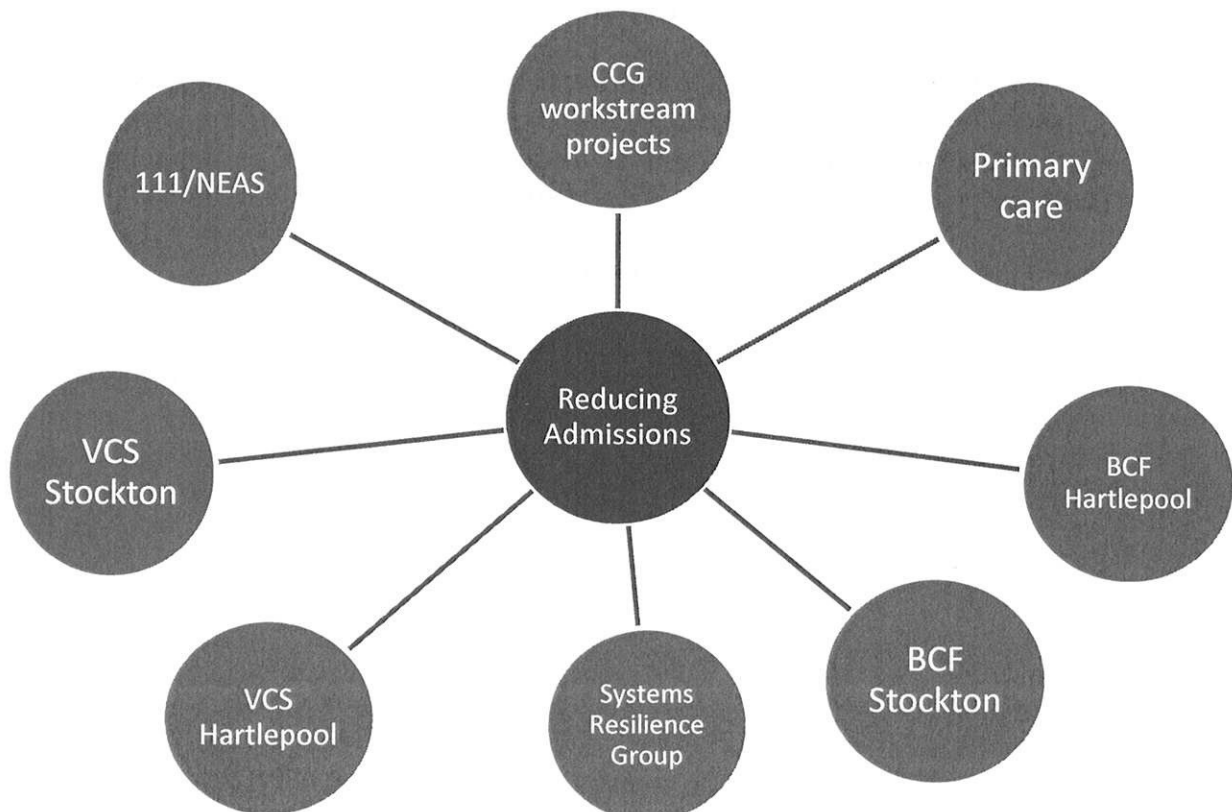 CCG
workstream
projects
111/NEAS
Primary
care
Reducing
Admissions
VCS
Stockton
BCF
Hartlepool
VCS
Hartlepool
Systems
Resilience
Group
BCF
Stockton